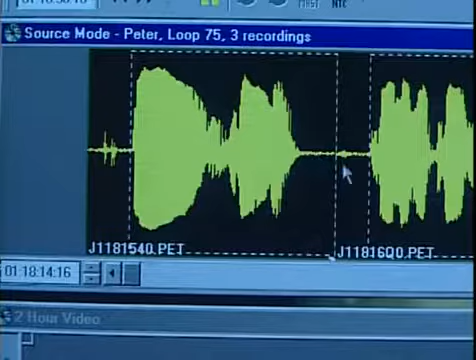 Source Mode - Peter, Loop 75, 3 recordings
J1181540.PET
J11816Q0.PET
01:18:14:16
2 Hour Video